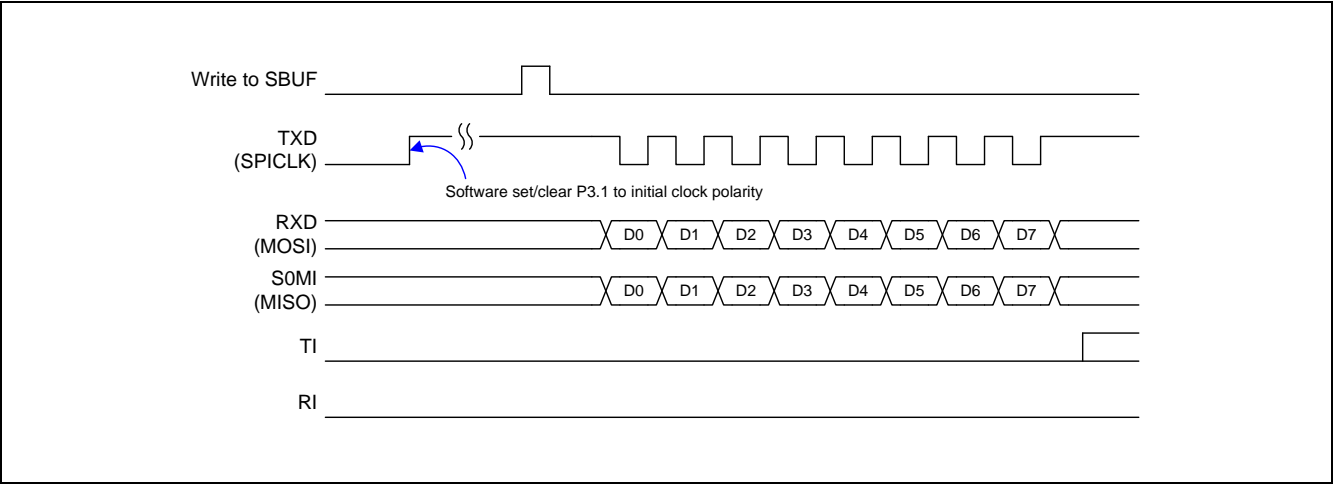 Write to SBUF
TXD
(SPICLK)
Software set/clear P3.1 to initial clock polarity
RXD
(MOSI)
D0 D1 D2 D3 D4 D5 D6 D7
S0MI
(MISO)
D0 D1 D2 D3 D4 D5 D6 D7
TI
RI